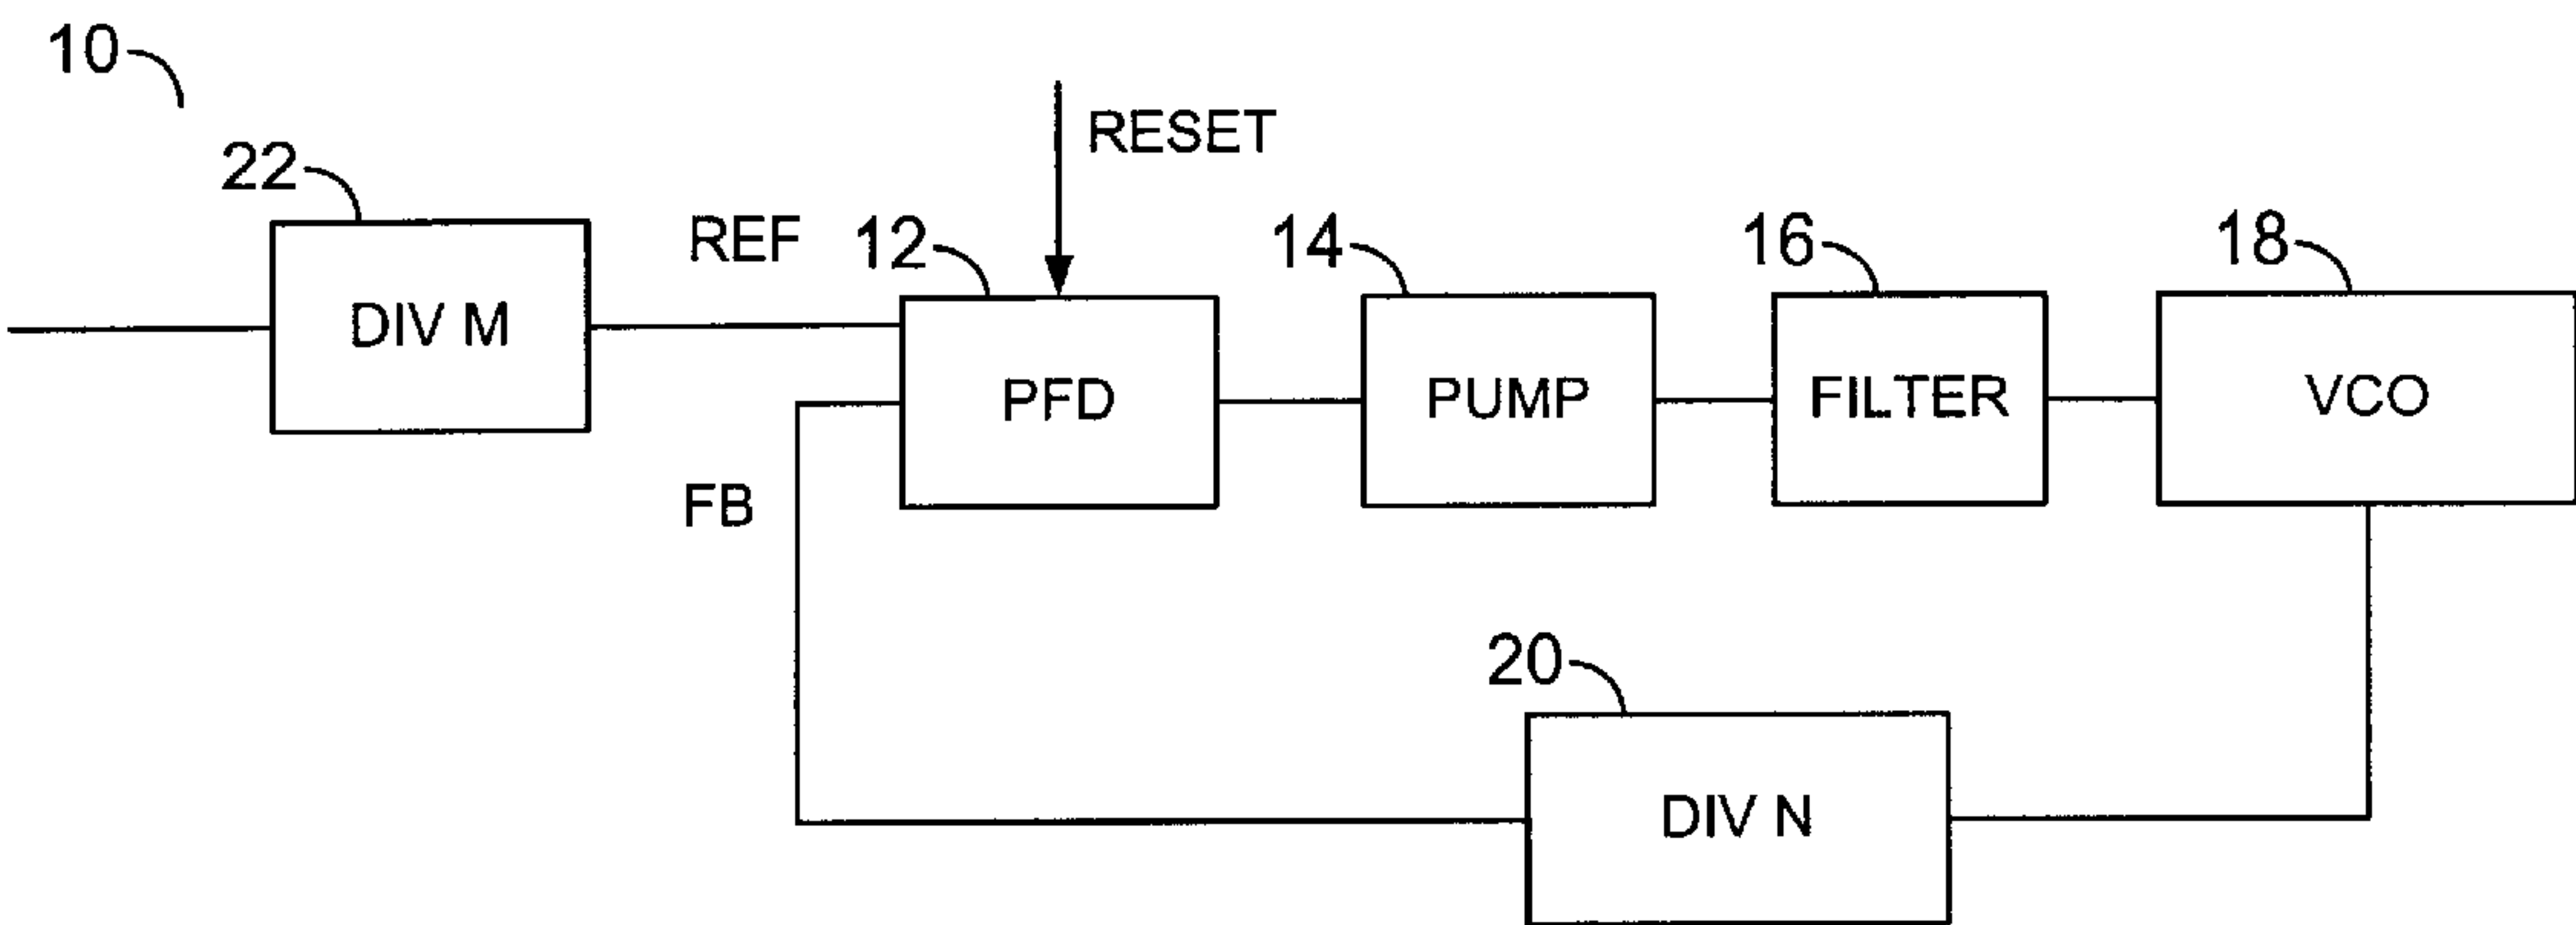 10
22
RESET
REF
12
14
16
18
DIV M
PFD
PUMP
FILTER
VCO
FB
20
DIV N